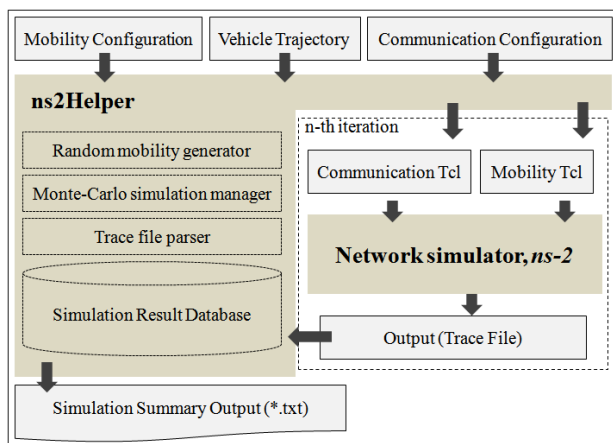 Mobility Configuration
Vehicle Trajectory
Communication Configuration
ns2Helper
n-th iteration
Random mobility generator
Monte-Carlo simulation manager
Trace file parser
Simulation Result Database
Communication Tcl
Mobility Tcl
Network simulator, ns-2
Output (Trace File)
Simulation Summary Output (*.txt)